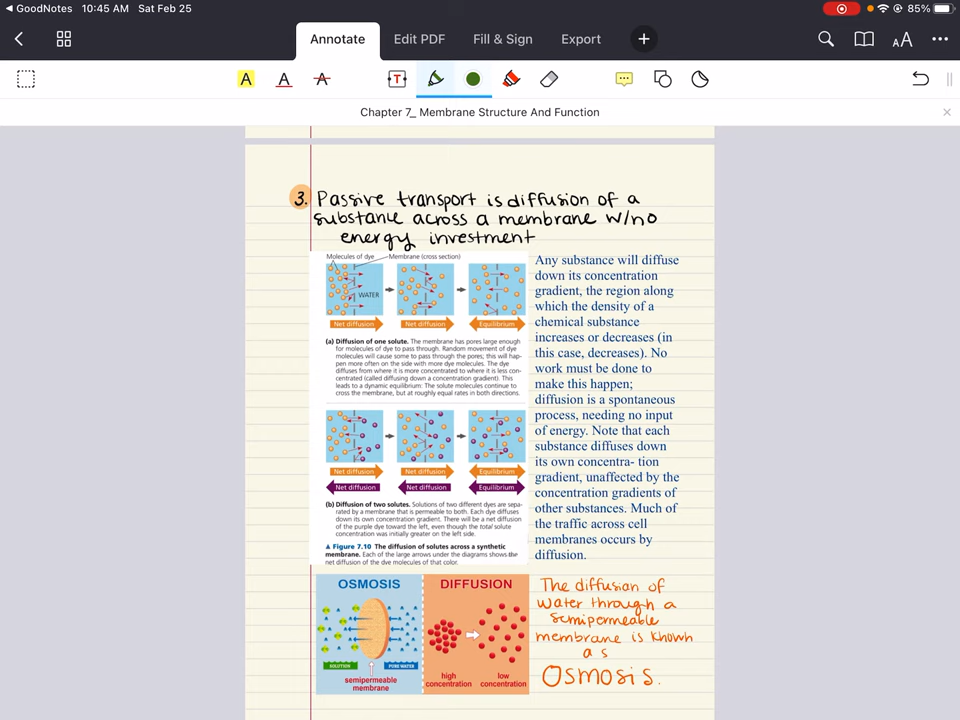 GoodNotes 10:45 AM Sat Feb 25 85%
Annotate Edit PDF Fill & Sign Export
A A A T AA
Chapter 7_ Membrane Structure And Function
3. Passive transport is diffusion of a
substance across a membrane w/no
energy investment
Molecules of dye Membrane (cross section)
WATER
Net diffusion Net diffusion Equilibrium
(a) Diffusion of one solute. The membrane has pores large enough
for molecules of dye to pass through. Random movement of dye
molecules will cause some to pass through the pores; this will hap-
pen more often on the side with more dye molecules. The dye
diffuses from where it is more concentrated to where it is less con-
centrated (called diffusing down a concentration gradient). This
leads to a dynamic equilibrium: The solute molecules continue to
cross the membrane, but at roughly equal rates in both directions.
Net diffusion Net diffusion Equilibrium
Net diffusion Net diffusion Equilibrium
(b) Diffusion of two solutes. Solutions of two different dyes are sepa-
rated by a membrane that is permeable to both. Each dye diffuses
down its own concentration gradient. There will be a net diffusion
of the purple dye toward the left, even though the total solute
concentration was initially greater on the left side.
▲ Figure 7.10 The diffusion of solutes across a synthetic
membrane. Each of the large arrows under the diagrams shows the
net diffusion of the dye molecules of that color.
Any substance will diffuse
down its concentration
gradient, the region along
which the density of a
chemical substance
increases or decreases (in
this case, decreases). No
work must be done to
make this happen;
diffusion is a spontaneous
process, needing no input
of energy. Note that each
substance diffuses down
its own concentra- tion
gradient, unaffected by the
concentration gradients of
other substances. Much of
the traffic across cell
membranes occurs by
diffusion.
OSMOSIS DIFFUSION
SOLUTION PURE WATER
semipermeable
membrane
high
concentration
low
concentration
The diffusion of
water through a
semipermeable
membrane is known
as
Osmosis.